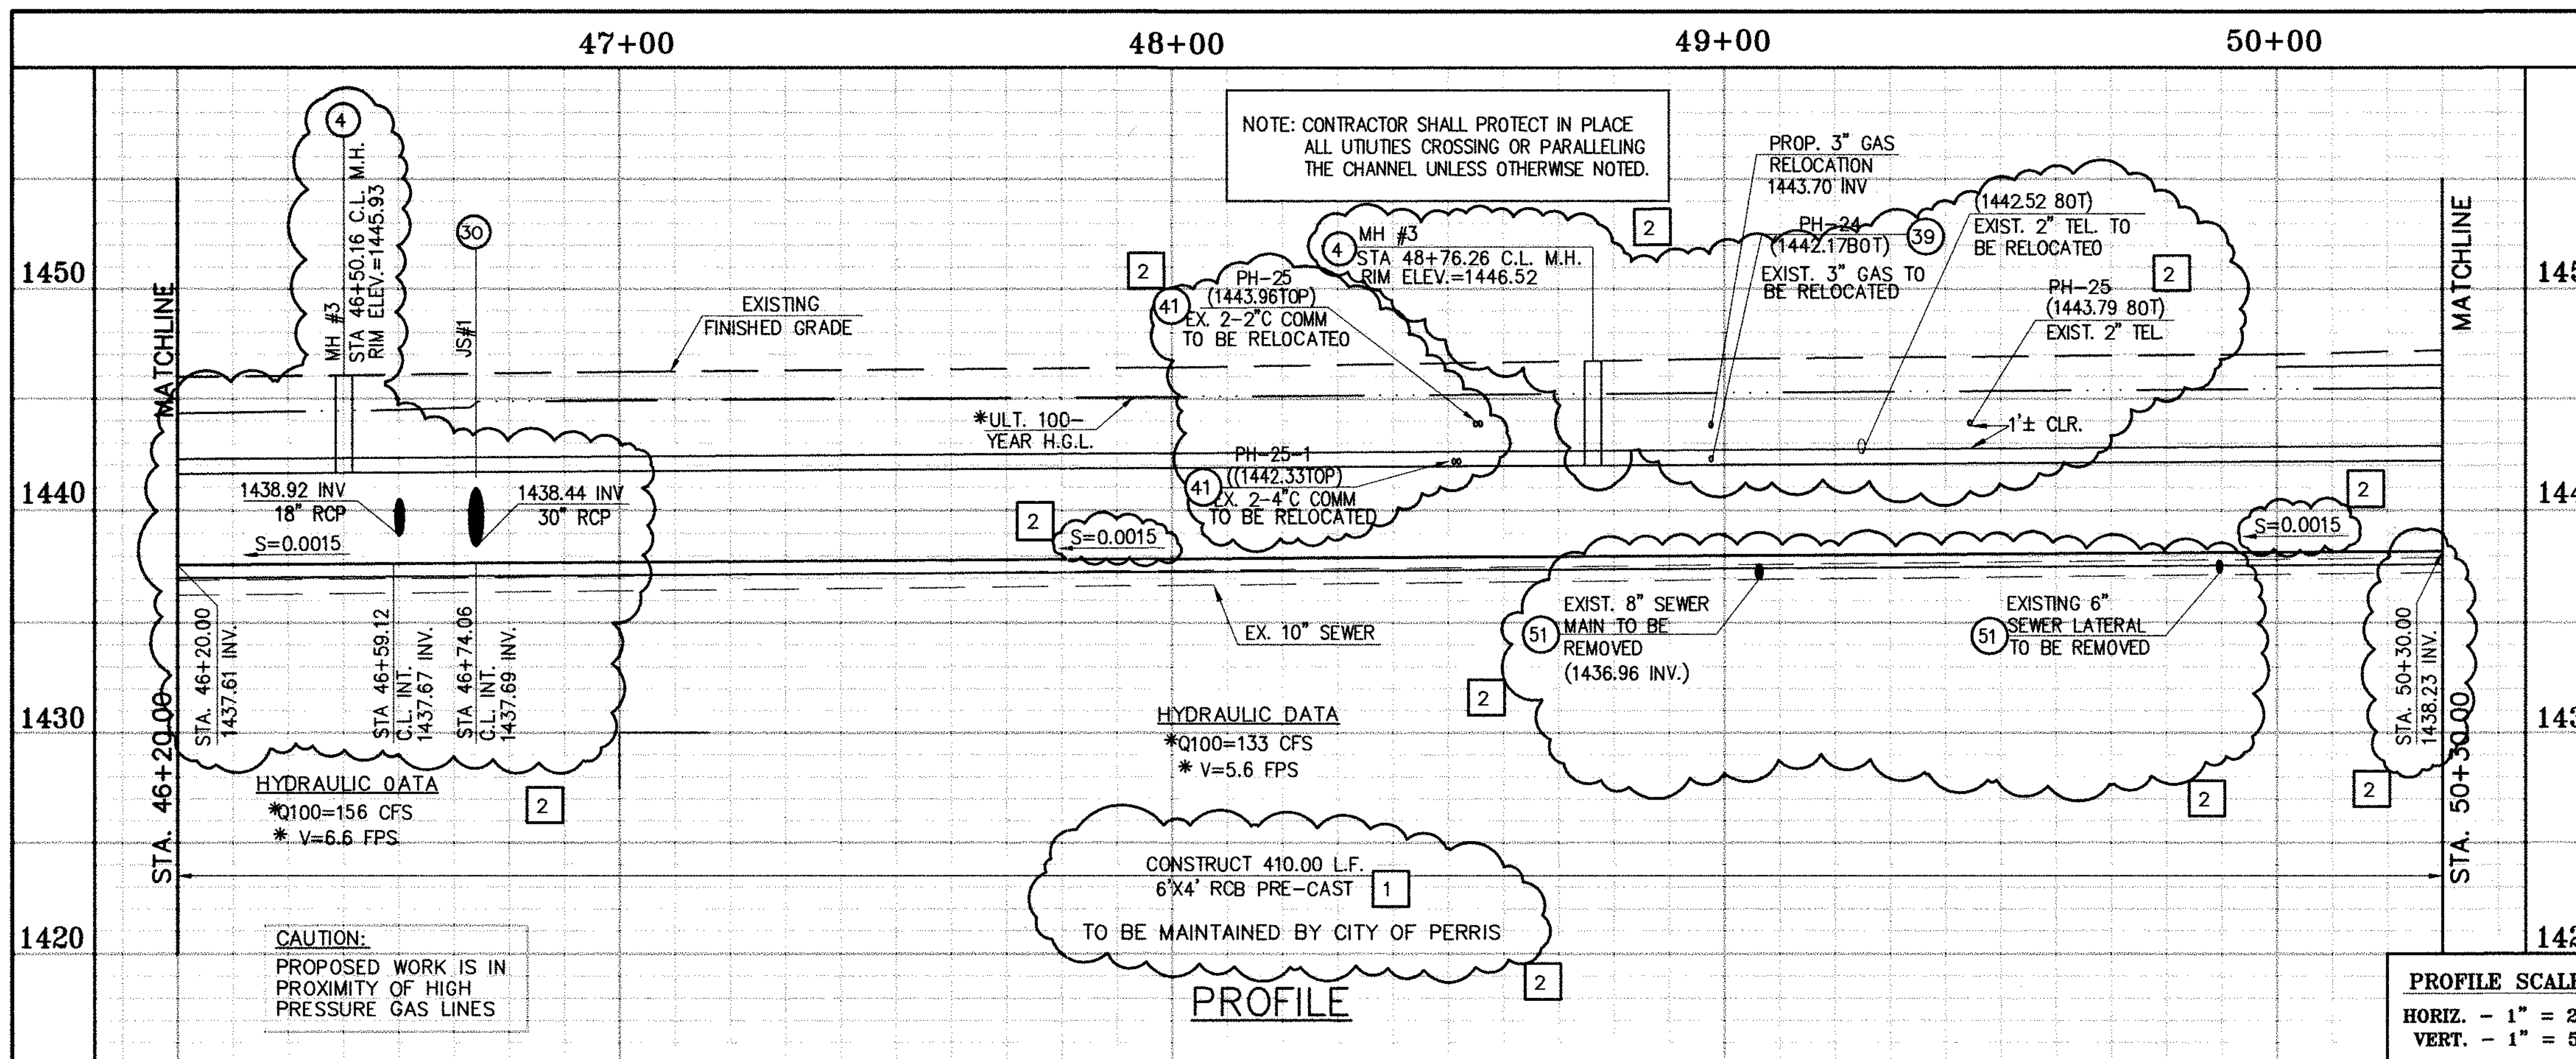 47+00
48+00
49+00
50+00
4
MH #3
STA 46+50.16 C.L. M.H.
RIM ELEV.=1445.93
30
JS#1
NOTE: CONTRACTOR SHALL PROTECT IN PLACE
ALL UTIUTIES CROSSING OR PARALLELING
THE CHANNEL UNLESS OTHERWISE NOTED.
PROP. 3" GAS
RELOCATION
1443.70 INV
2
4
MH #3
STA 48+76.26 C.L. M.H.
RIM ELEV.=1446.52
PH-24
(1442.17BOT)
39
EXIST. 3" GAS TO
BE RELOCATED
(1442.52 80T)
EXIST. 2" TEL. TO
BE RELOCATEO
2
PH-25
(1443.79 80T)
EXIST. 2" TEL.
1450
145
MATCHLINE
MATCHLINE
EXISTING
FINISHED GRADE
2
41
PH-25
(1443.96TOP)
EX. 2-2"C COMM
TO BE RELOCATEO
*ULT. 100-
YEAR H.G.L.
1'± CLR.
PH-25-1
((1442.33TOP)
41
EX. 2-4"C COMM
TO BE RELOCATED
1440
144
1438.92 INV
18" RCP
1438.44 INV
30" RCP
S=0.0015
2
S=0.0015
2
S=0.0015
STA. 46+20.00
1437.61 INV.
STA 46+59.12
C.L. INT.
1437.67 INV.
STA 46+74.06
C.L. INT.
1437.69 INV.
EX. 10" SEWER
51
EXIST. 8" SEWER
MAIN TO BE
REMOVED
(1436.96 INV.)
2
51
EXISTING 6"
SEWER LATERAL
TO BE REMOVED
2
STA. 50+30.00
1438.23 INV.
2
1430
143
STA. 46+20.00
STA. 50+30.00
HYDRAULIC 0ATA
*Q100=156 CFS
* V=6.6 FPS
2
HYDRAULIC DATA
*Q100=133 CFS
* V=5.6 FPS
CONSTRUCT 410.00 L.F.
6'X4' RCB PRE-CAST 1
TO BE MAINTAINED BY CITY OF PERRIS
2
1420
142
CAUTION:
PROPOSED WORK IS IN
PROXIMITY OF HIGH
PRESSURE GAS LINES
PROFILE
PROFILE SCALE
HORIZ. - 1" = 2
VERT. - 1" = 5